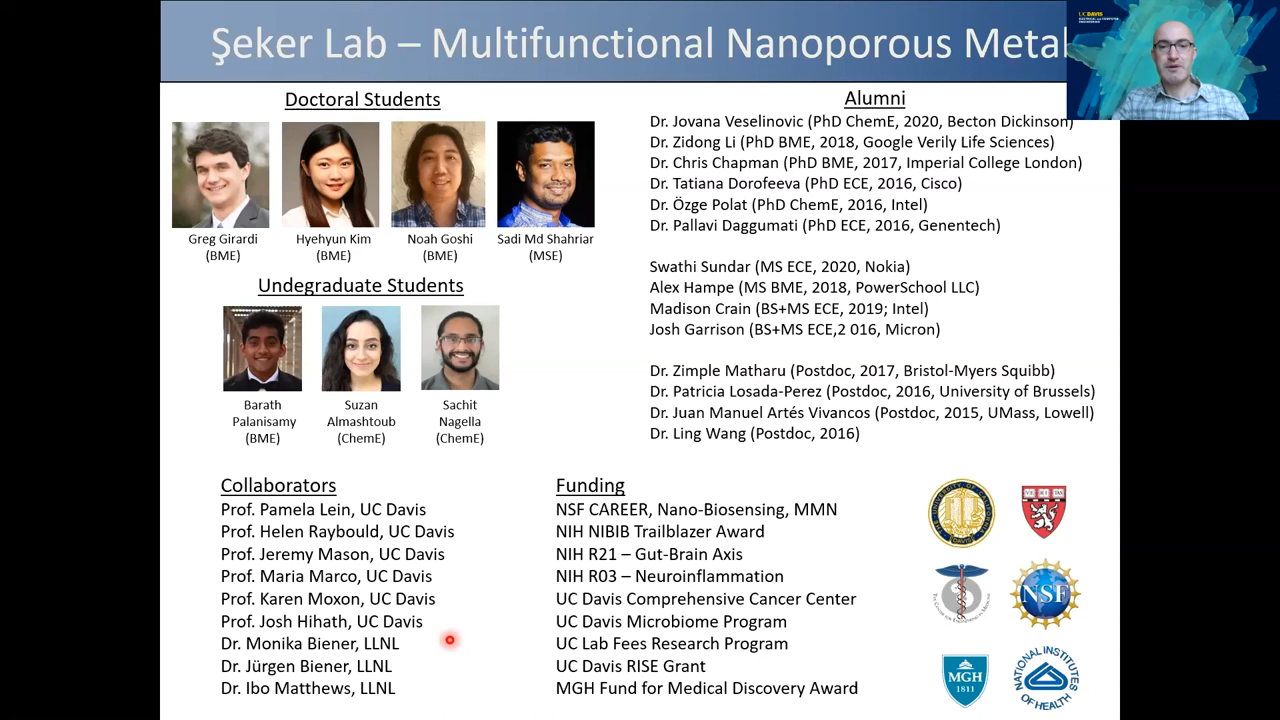 Şeker Lab – Multifunctional Nanoporous Metal
UCDAVIS
ELECTRICAL AND COMPUTER
ENGINEERING
Doctoral Students
Greg Girardi
(BME)
Hyehyun Kim
(BME)
Noah Goshi
(BME)
Sadi Md Shahriar
(MSE)
Undegraduate Students
Barath
Palanisamy
(BME)
Suzan
Almashtoub
(ChemE)
Sachit
Nagella
(ChemE)
Alumni
Dr. Jovana Veselinovic (PhD ChemE, 2020, Becton Dickinson)
Dr. Zidong Li (PhD BME, 2018, Google Verily Life Sciences)
Dr. Chris Chapman (PhD BME, 2017, Imperial College London)
Dr. Tatiana Dorofeeva (PhD ECE, 2016, Cisco)
Dr. Özge Polat (PhD ChemE, 2016, Intel)
Dr. Pallavi Daggumati (PhD ECE, 2016, Genentech)
Swathi Sundar (MS ECE, 2020, Nokia)
Alex Hampe (MS BME, 2018, PowerSchool LLC)
Madison Crain (BS+MS ECE, 2019; Intel)
Josh Garrison (BS+MS ECE,2 016, Micron)
Dr. Zimple Matharu (Postdoc, 2017, Bristol-Myers Squibb)
Dr. Patricia Losada-Perez (Postdoc, 2016, University of Brussels)
Dr. Juan Manuel Artés Vivancos (Postdoc, 2015, UMass, Lowell)
Dr. Ling Wang (Postdoc, 2016)
Collaborators
Prof. Pamela Lein, UC Davis
Prof. Helen Raybould, UC Davis
Prof. Jeremy Mason, UC Davis
Prof. Maria Marco, UC Davis
Prof. Karen Moxon, UC Davis
Prof. Josh Hihath, UC Davis
Dr. Monika Biener, LLNL
Dr. Jürgen Biener, LLNL
Dr. Ibo Matthews, LLNL
Funding
NSF CAREER, Nano-Biosensing, MMN
NIH NIBIB Trailblazer Award
NIH R21 – Gut-Brain Axis
NIH R03 – Neuroinflammation
UC Davis Comprehensive Cancer Center
UC Davis Microbiome Program
UC Lab Fees Research Program
UC Davis RISE Grant
MGH Fund for Medical Discovery Award
VE RI TAS
NSF
MGH
1811
NATIONAL INSTITUTES
OF HEALTH